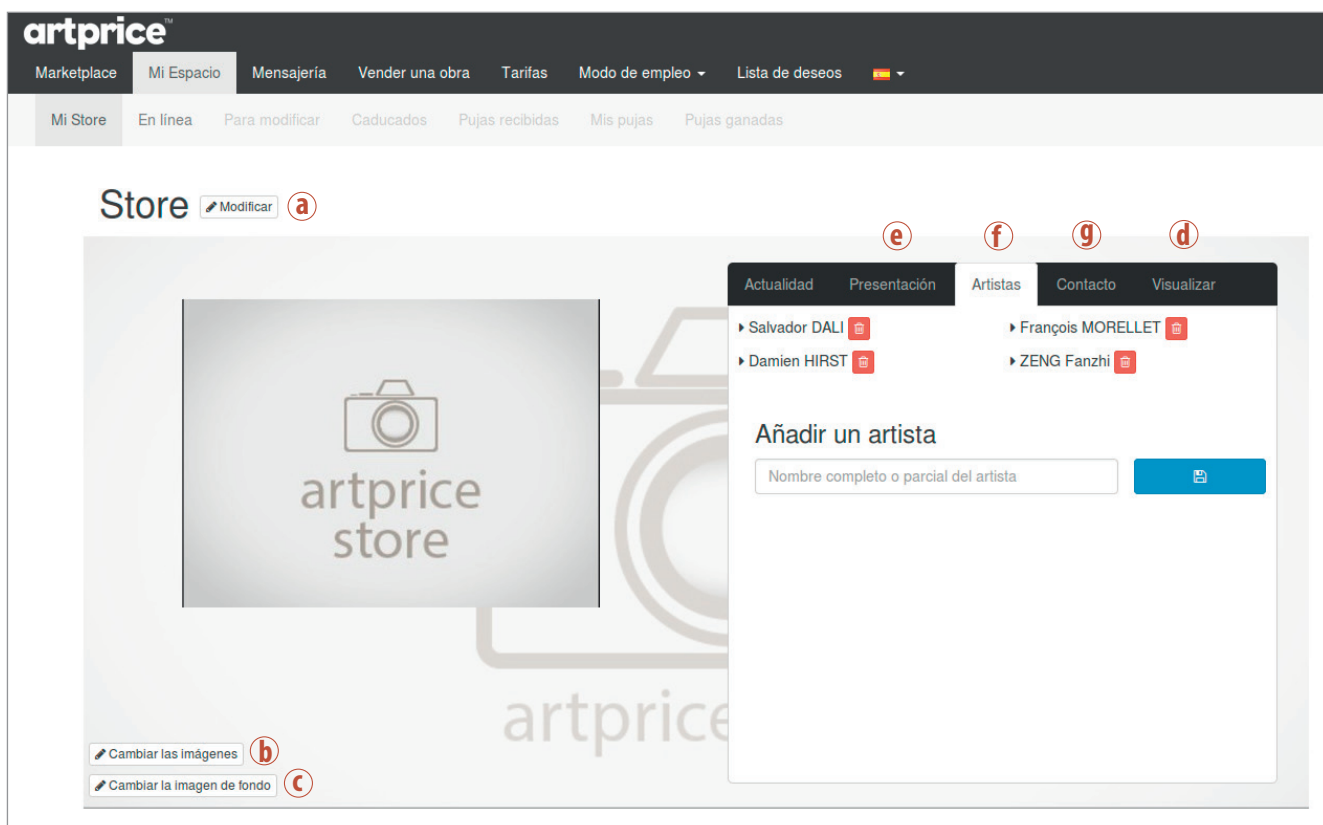 artprice™
Marketplace Mi Espacio Mensajería Vender una obra Tarifas Modo de empleo Lista de deseos
Mi Store En línea Para modificar Caducados Pujas recibidas Mis pujas Pujas ganadas
Store Modificar a
e f g d
Actualidad Presentación Artistas Contacto Visualizar
Salvador DALI François MORELLET
Damien HIRST ZENG Fanzhi
Añadir un artista
Nombre completo o parcial del artista
artprice
store
artprice
Cambiar las imágenes b
Cambiar la imagen de fondo c